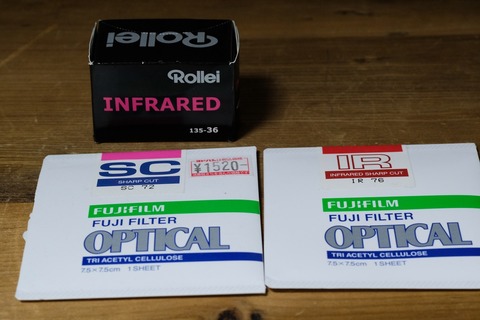 Rollei
Rollei
INFRARED
135-36
SC
SHARP CUT
SC 72
¥1520
FUJIFILM
FUJI FILTER
OPTICAL
TRI ACETYL CELLULOSE
7.5×7.5cm 1 SHEET
IR
INFRARED SHARP CUT
IR 76
FUJIFILM
FUJI FILTER
OPTICAL
TRI ACETYL CELLULOSE
7.5×7.5cm 1 SHEET